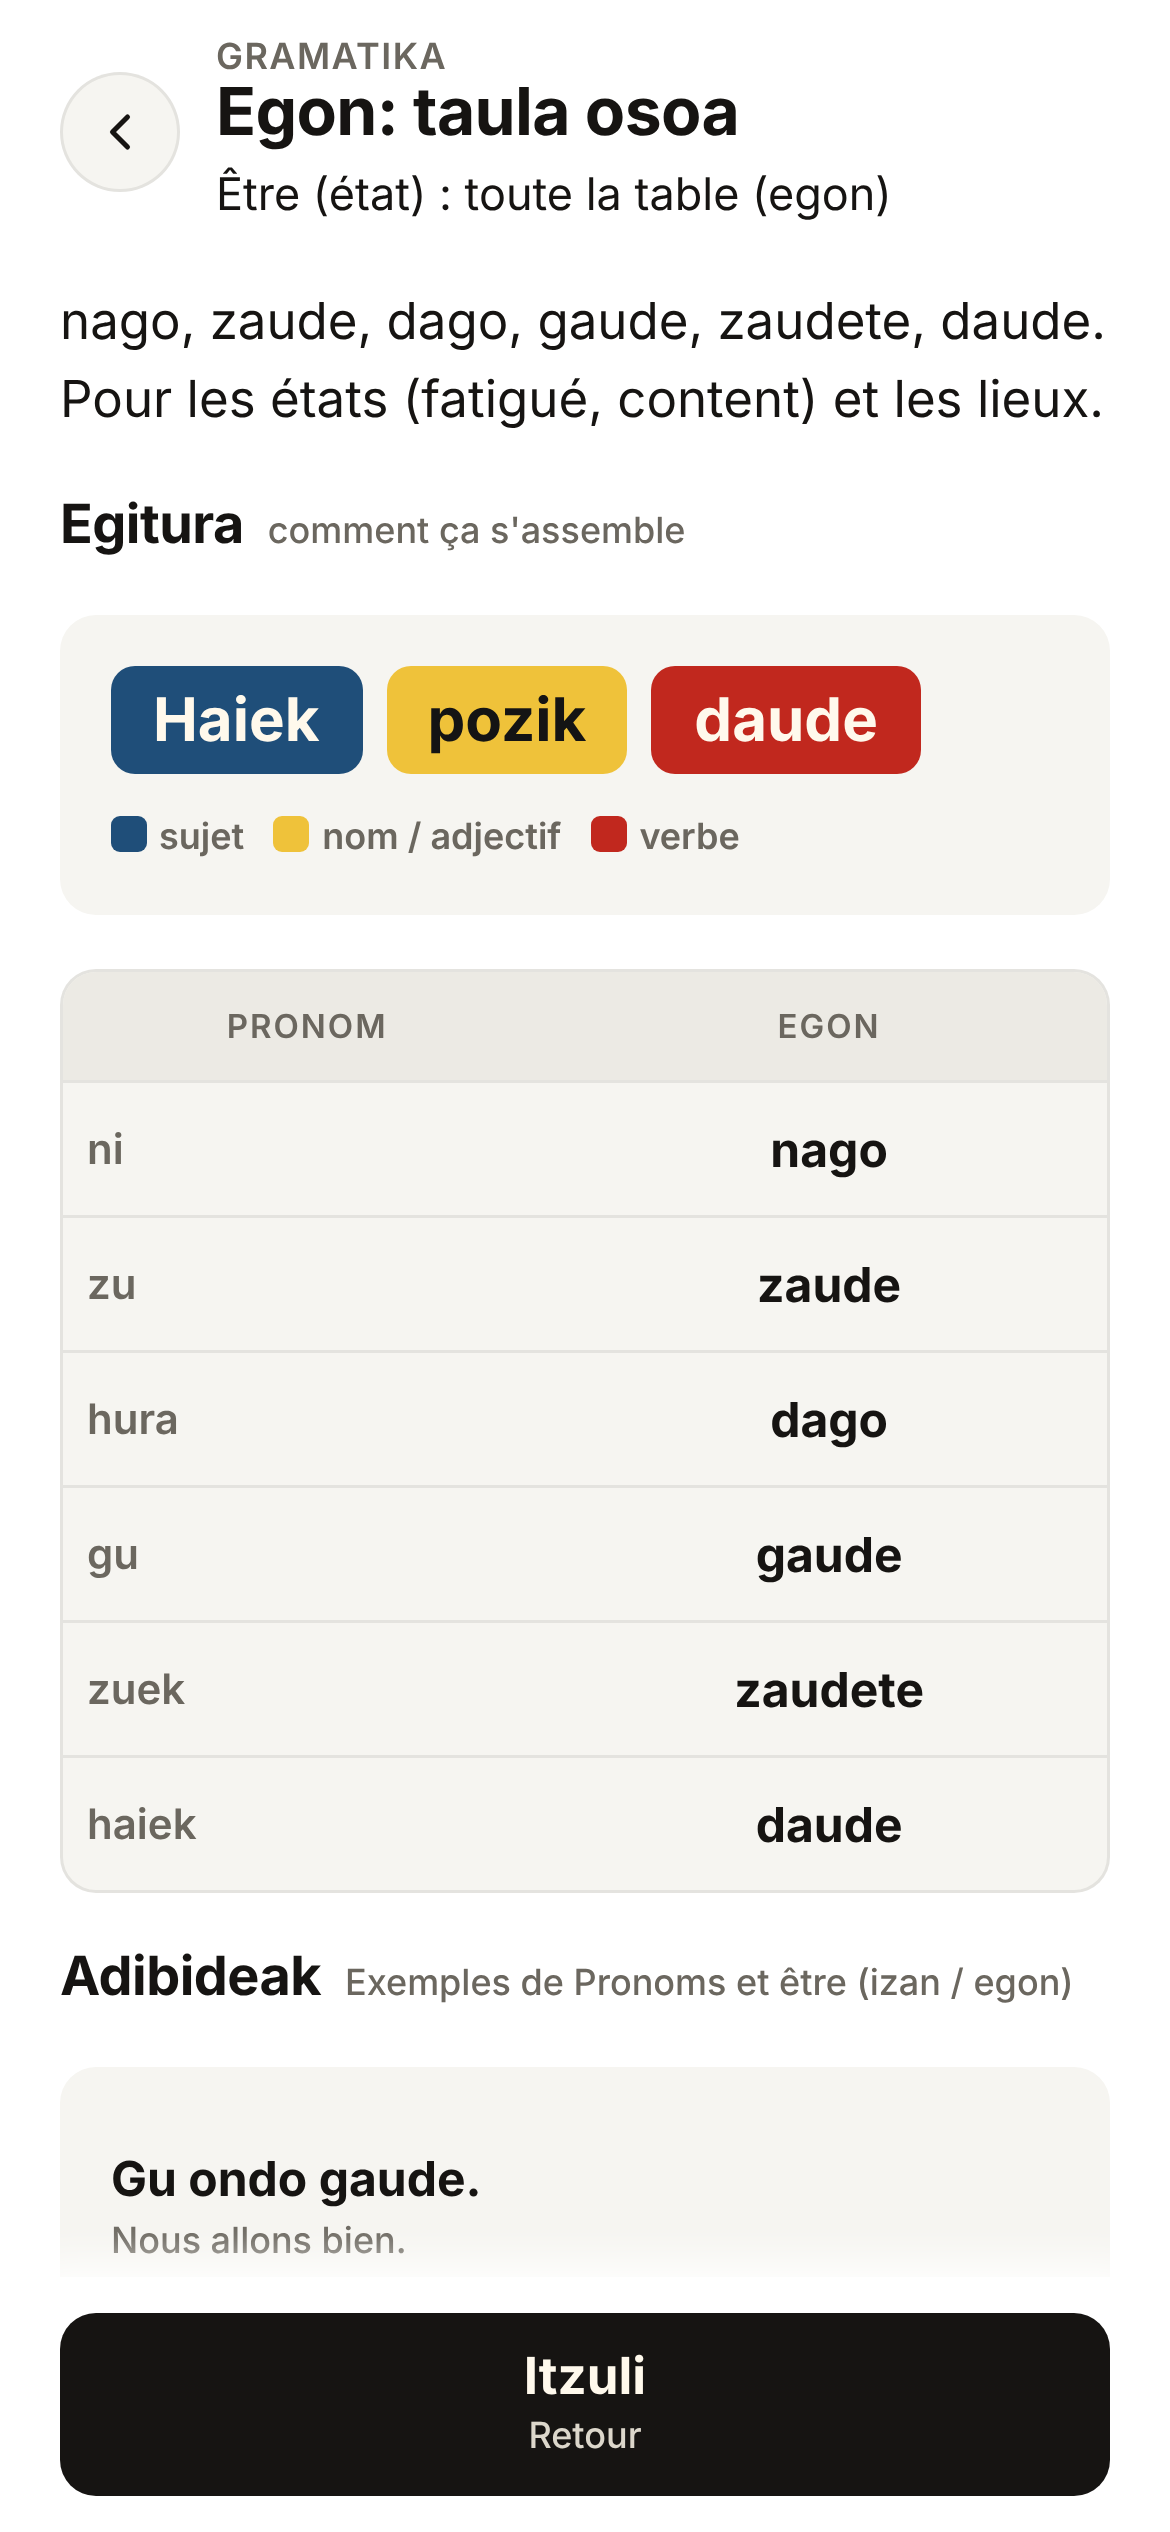 GRAMATIKA
Egon: taula osoa
Être (état) : toute la table (egon)
nago, zaude, dago, gaude, zaudete, daude.
Pour les états (fatigué, content) et les lieux.
Egitura comment ça s'assemble
Haiek pozik daude
sujet nom / adjectif verbe
PRONOM EGON
ni nago
zu zaude
hura dago
gu gaude
zuek zaudete
haiek daude
Adibideak Exemples de Pronoms et être (izan / egon)
Gu ondo gaude.
Nous allons bien.
Itzuli
Retour